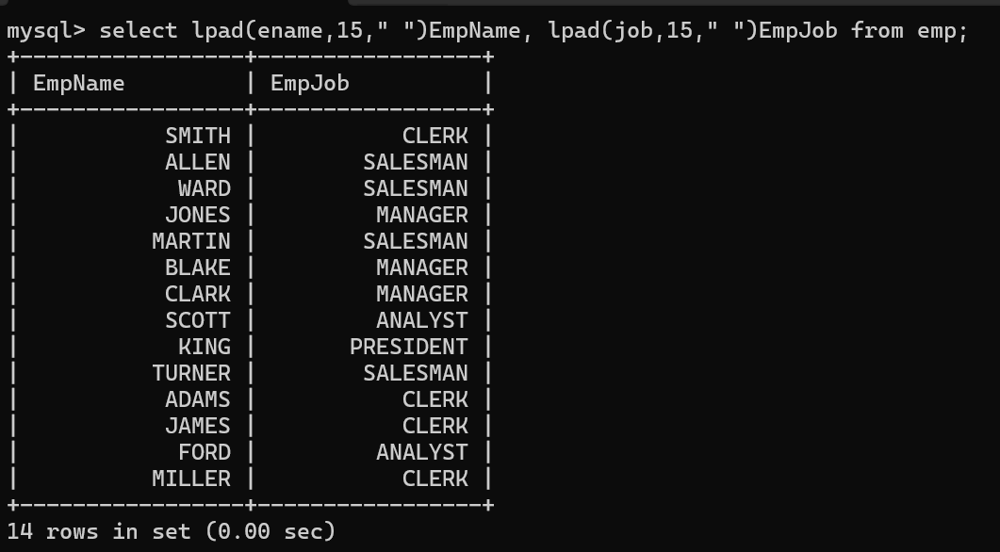 mysql> select lpad(ename,15," ")EmpName, lpad(job,15," ")EmpJob from emp;
+-----------------+-----------------+
| EmpName         | EmpJob          |
+-----------------+-----------------+
|           SMITH |           CLERK |
|           ALLEN |        SALESMAN |
|            WARD |        SALESMAN |
|           JONES |         MANAGER |
|          MARTIN |        SALESMAN |
|           BLAKE |         MANAGER |
|           CLARK |         MANAGER |
|           SCOTT |         ANALYST |
|            KING |       PRESIDENT |
|          TURNER |        SALESMAN |
|           ADAMS |           CLERK |
|           JAMES |           CLERK |
|            FORD |         ANALYST |
|          MILLER |           CLERK |
+-----------------+-----------------+
14 rows in set (0.00 sec)